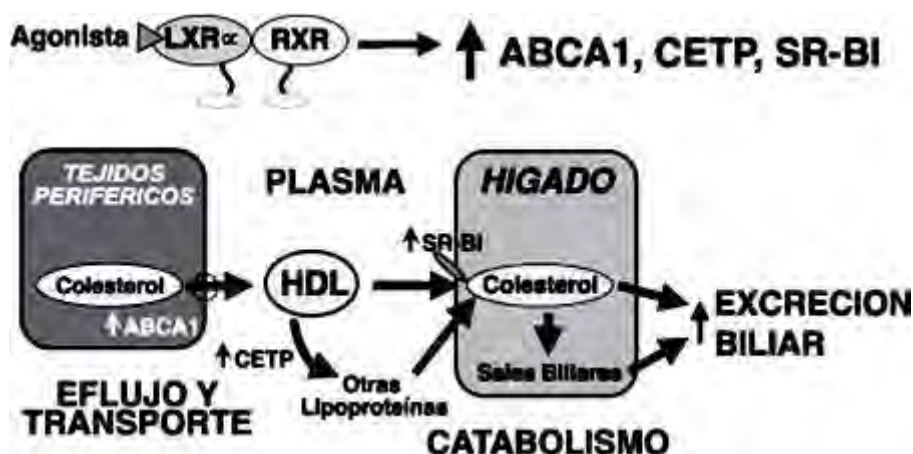 Agonista LXRα RXR ABCA1, CETP, SR-BI
TEJIDOS
PERIFERICOS
PLASMA
HIGADO
SR-BI
Colesterol
HDL
Colesterol
ABCA1
CETP
EXCRECION
BILIAR
Otras
Lipoproteínas
Sales Biliares
EFLUJO Y
TRANSPORTE
CATABOLISMO